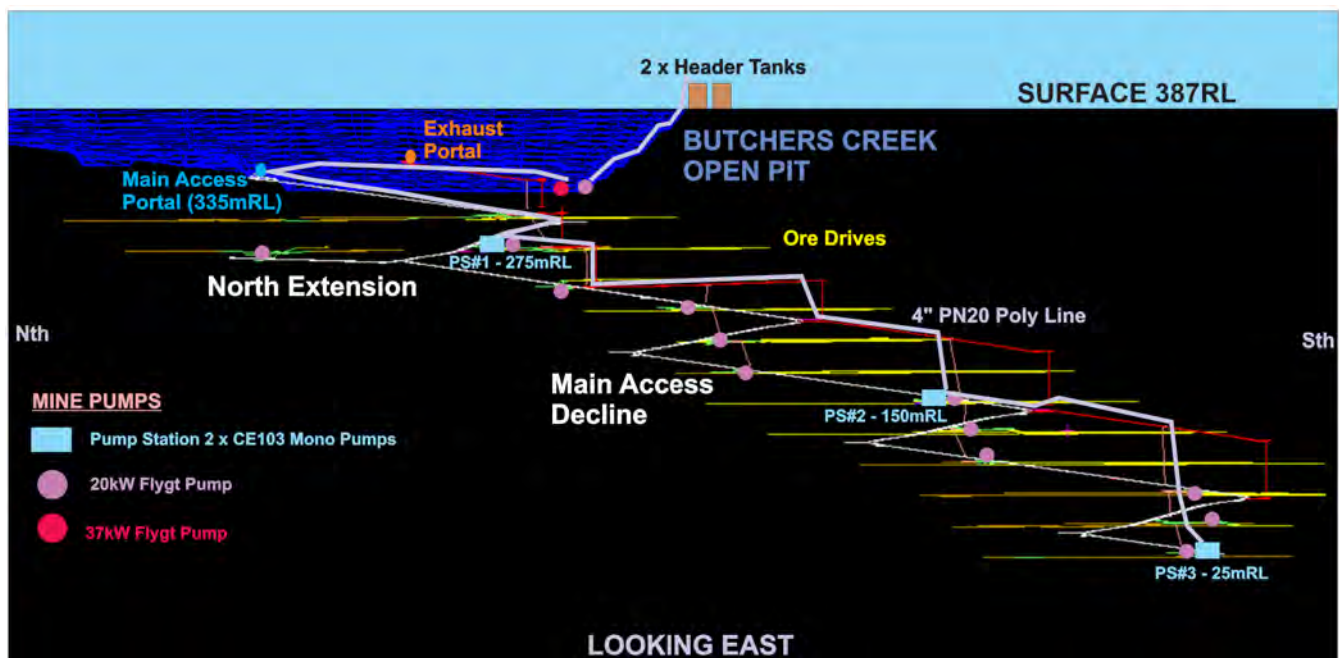 2 x Header Tanks
SURFACE 387RL
Exhaust
Portal
BUTCHERS CREEK
OPEN PIT
Main Access
Portal (335mRL)
Ore Drives
PS#1 - 275mRL
North Extension
4" PN20 Poly Line
Nth
Sth
Main Access
Decline
MINE PUMPS
PS#2 - 150mRL
Pump Station 2 x CE103 Mono Pumps
20kW Flygt Pump
37kW Flygt Pump
PS#3 - 25mRL
LOOKING EAST